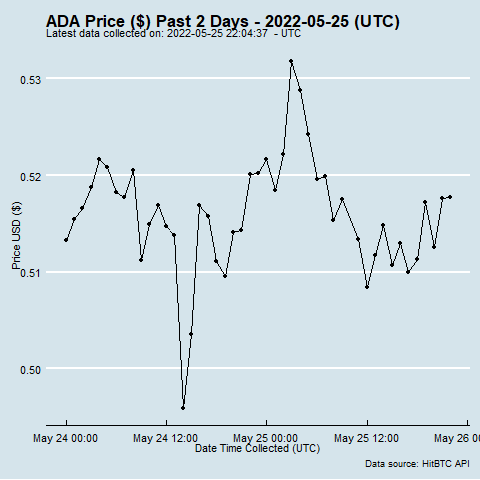 ADA Price ($) Past 2 Days - 2022-05-25 (UTC)
Latest data collected on: 2022-05-25 22:04:37  - UTC
0.53
0.52
0.51
0.50
Price USD ($)
May 24 00:00
May 24 12:00
May 25 00:00
May 25 12:00
May 26 00
Date Time Collected (UTC)
Data source: HitBTC API